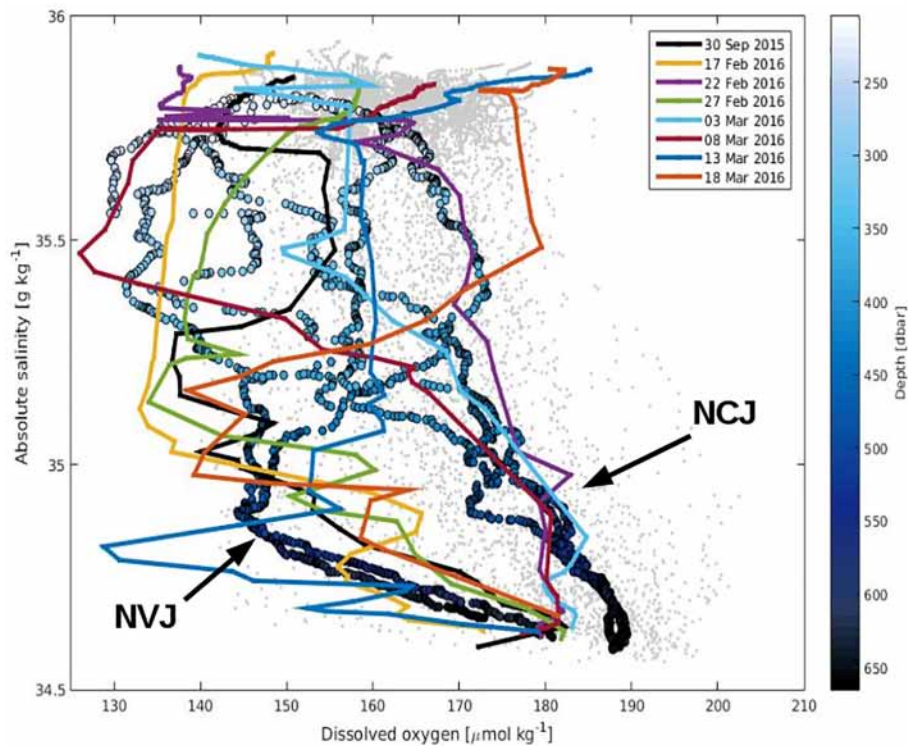 36
35.5
35
34.5
Absolute salinity [g kg⁻¹]
130 140 150 160 170 180 190 200 210
Dissolved oxygen [μmol kg⁻¹]
30 Sep 2015
17 Feb 2016
22 Feb 2016
27 Feb 2016
03 Mar 2016
08 Mar 2016
13 Mar 2016
18 Mar 2016
NCJ
NVJ
250
300
350
400
450
500
550
600
650
Depth [dbar]